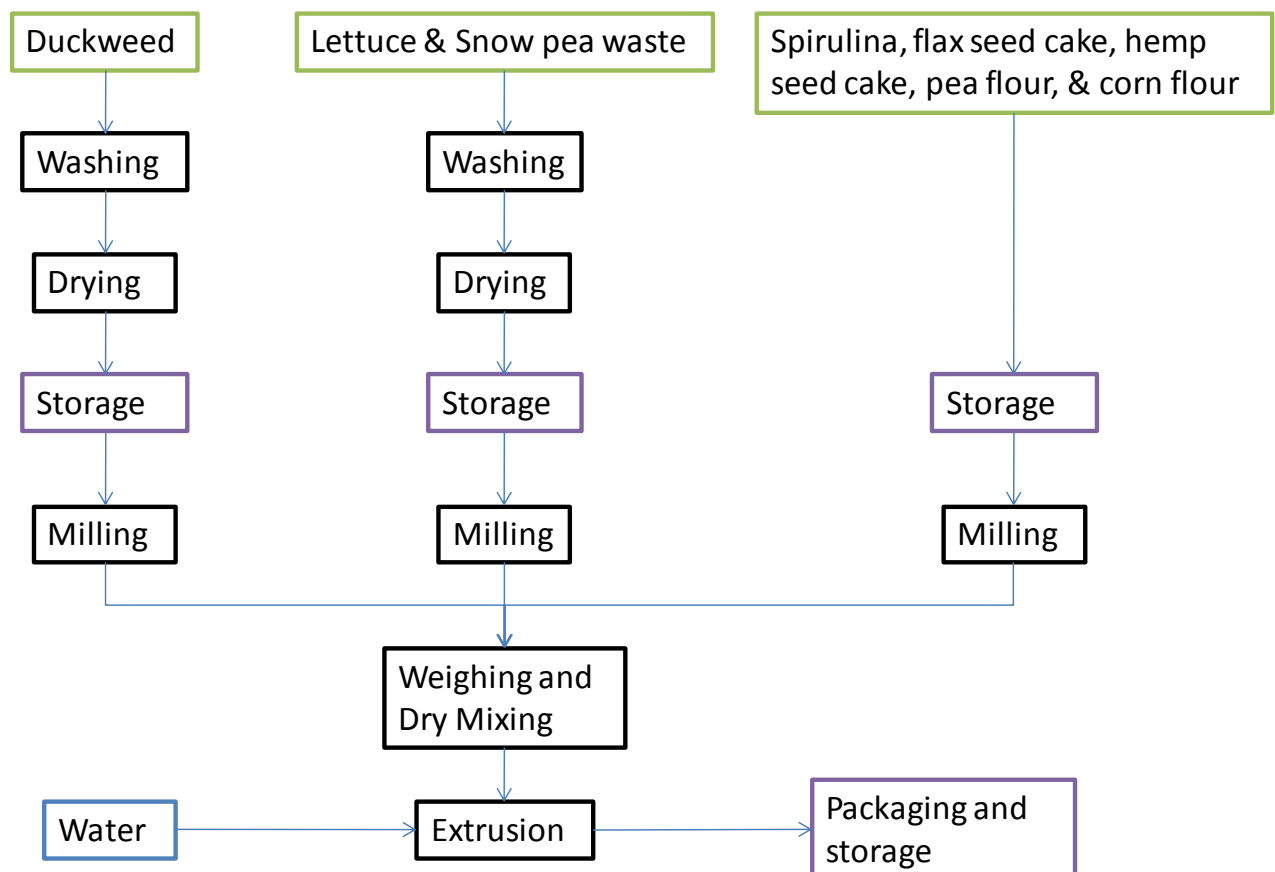 Duckweed
Lettuce & Snow pea waste
Spirulina, flax seed cake, hemp
seed cake, pea flour, & corn flour
Washing
Washing
Drying
Drying
Storage
Storage
Storage
Milling
Milling
Milling
Weighing and
Dry Mixing
Water
Extrusion
Packaging and
storage